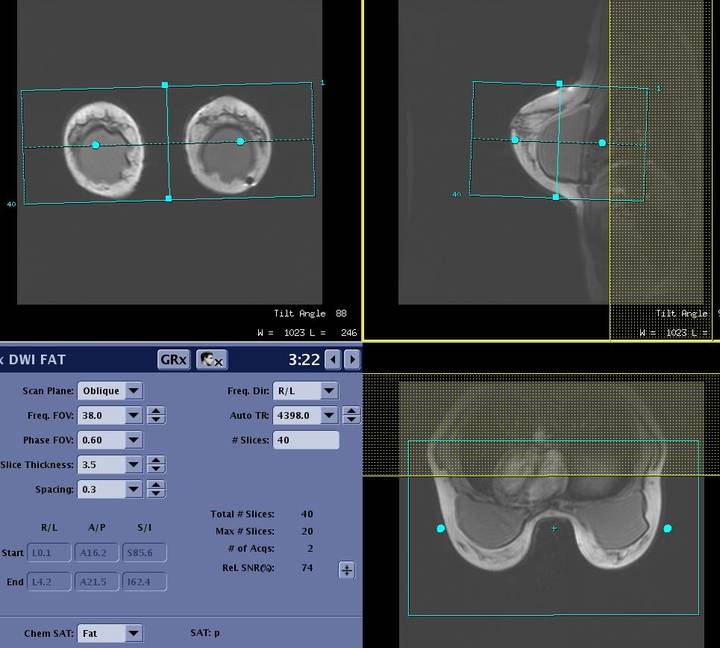 1
40
Tilt Angle 88
W = 1023 L = 246
1
40
Tilt Angle
W = 1023 L =
DWI FAT
GRx
3:22
Scan Plane: Oblique
Freq. Dir: R/L
Freq. FOV: 38.0
Auto TR: 4398.0
Phase FOV: 0.60
# Slices: 40
Slice Thickness: 3.5
Spacing: 0.3
R/L A/P S/I
Start L0.1 A16.2 S85.6
End L4.2 A21.5 I62.4
Total # Slices: 40
Max # Slices: 20
# of Acqs: 2
Rel. SNR(%): 74
Chem SAT: Fat
SAT: p